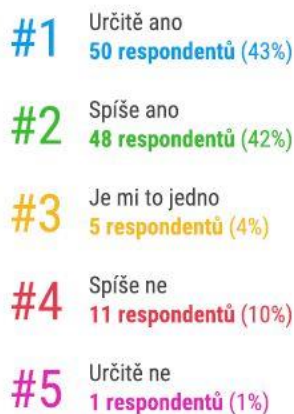 #1
Určitě ano
50 respondentů (43%)
#2
Spíše ano
48 respondentů (42%)
#3
Je mi to jedno
5 respondentů (4%)
#4
Spíše ne
11 respondentů (10%)
#5
Určitě ne
1 respondentů (1%)